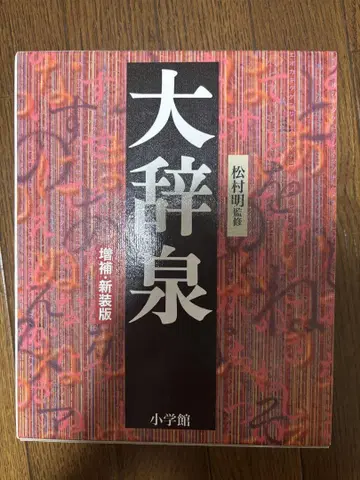 大辞泉
松村明 監修
増補・新装版
小学館